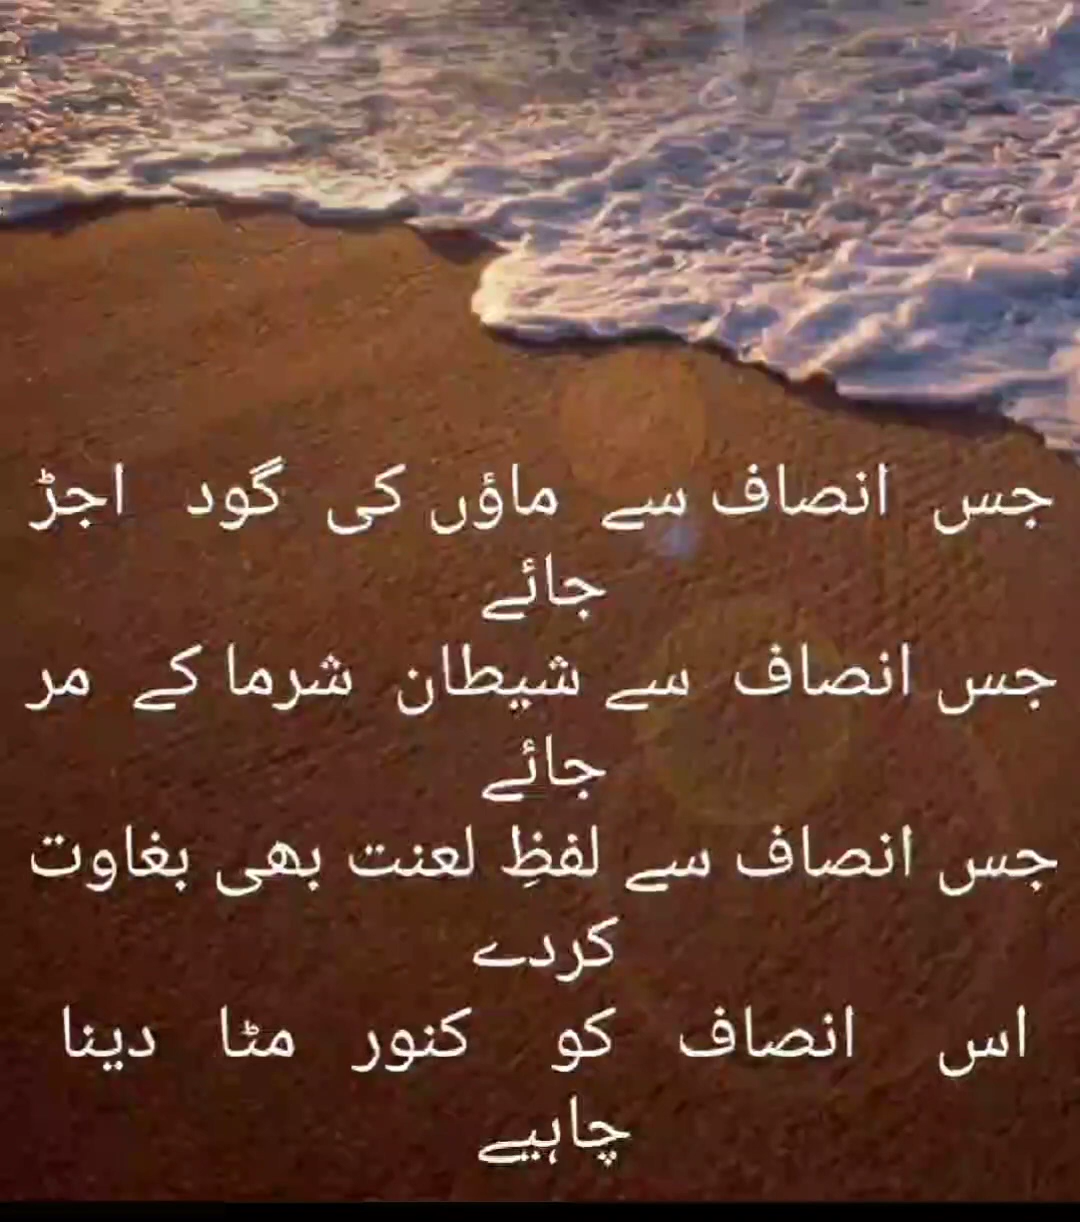 جس انصاف سے ماؤں کی گود اجڑ
جائے
جس انصاف سے شیطان شرما کے مر
جائے
جس انصاف سے لفظِ لعنت بھی بغاوت
کردے
اس انصاف کو کنور مٹا دینا
چاہیے